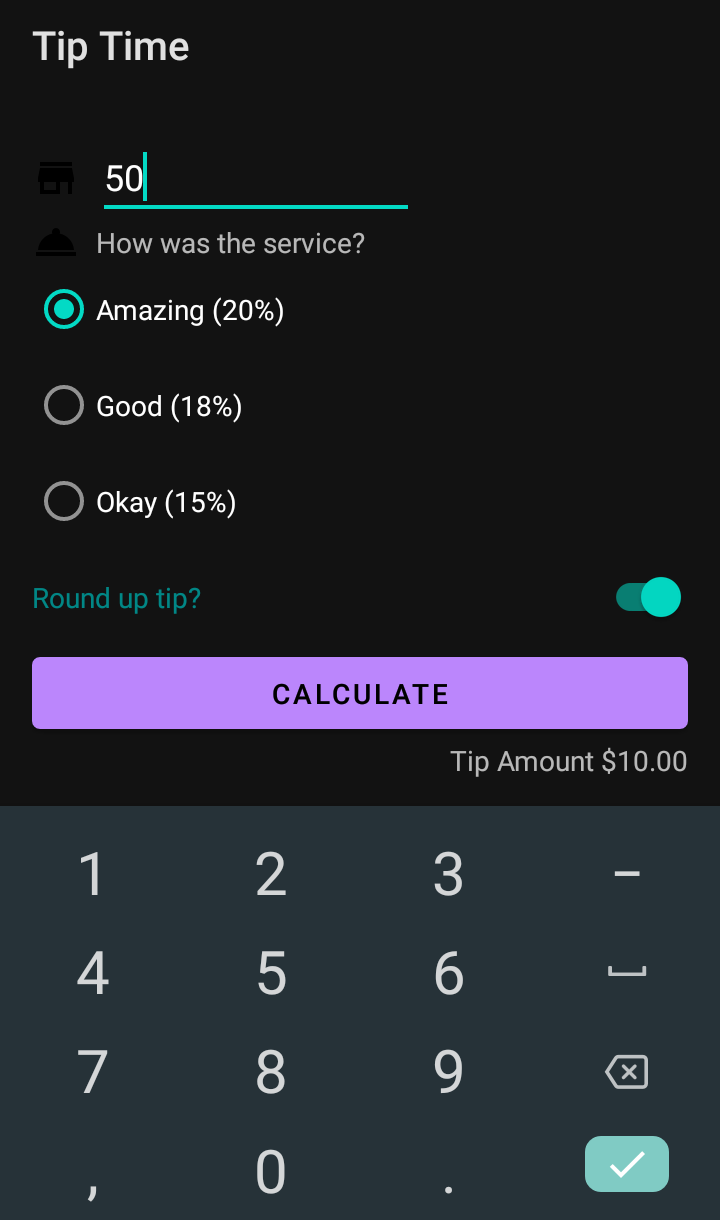 Tip Time
50
How was the service?
Amazing (20%)
Good (18%)
Okay (15%)
Round up tip?
CALCULATE
Tip Amount $10.00
1 2 3 –
4 5 6
7 8 9
, 0 .